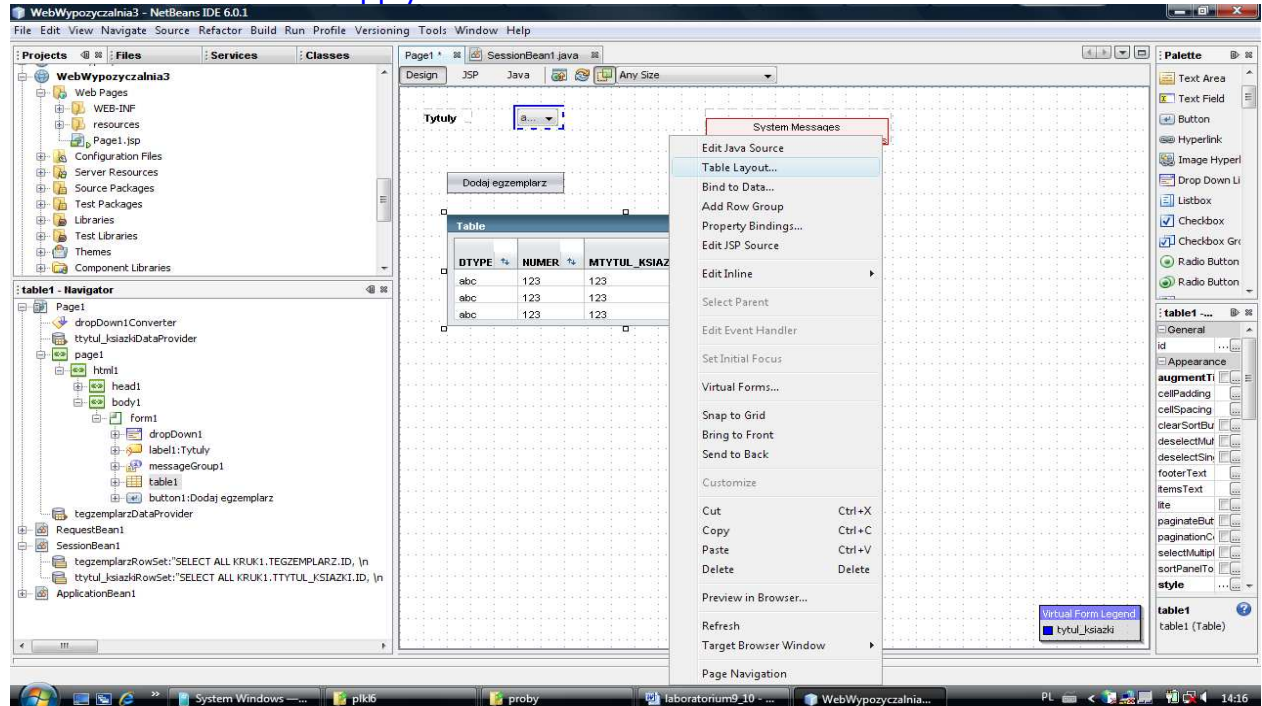 WebWypozyczalnia3 - NetBeans IDE 6.0.1
File Edit View Navigate Source Refactor Build Run Profile Versioning Tools Window Help
Projects Files Services Classes
WebWypozyczalnia3
Web Pages
WEB-INF
resources
Page1.jsp
Configuration Files
Server Resources
Source Packages
Test Packages
Libraries
Test Libraries
Themes
Component Libraries
table1 - Navigator
Page1
dropDown1Converter
ttytul_ksiazkiDataProvider
page1
html1
head1
body1
form1
dropDown1
label1:Tytuly
messageGroup1
table1
button1:Dodaj egzemplarz
tegzemplarzDataProvider
RequestBean1
SessionBean1
tegzemplarzRowSet:"SELECT ALL KRUK1.TEGZEMPLARZ.ID, \n
ttytul_ksiazkiRowSet:"SELECT ALL KRUK1.TTYTUL_KSIAZKI.ID, \n
ApplicationBean1
Page1 * SessionBean1.java
Design JSP Java Any Size
Tytuly a...
System Messages
Dodaj egzemplarz
Table
DTYPE NUMER MTYTUL_KSIAZ
abc 123 123
abc 123 123
abc 123 123
Edit Java Source
Table Layout...
Bind to Data...
Add Row Group
Property Bindings...
Edit JSP Source
Edit Inline
Select Parent
Edit Event Handler
Set Initial Focus
Virtual Forms...
Snap to Grid
Bring to Front
Send to Back
Customize
Cut Ctrl+X
Copy Ctrl+C
Paste Ctrl+V
Delete Delete
Preview in Browser...
Refresh
Target Browser Window
Page Navigation
Virtual Form Legend
tytul_ksiazki
Palette
Text Area
Text Field
Button
Hyperlink
Image Hyperl
Drop Down Li
Listbox
Checkbox
Checkbox Gro
Radio Button
Radio Button
table1 -...
General
id ...
Appearance
augmentTi
cellPadding
cellSpacing
clearSortBu
deselectMul
deselectSin
footerText
itemsText
lite
paginateBut
paginationC
selectMultipl
sortPanelTo
style ...
table1
table1 (Table)
System Windows —... plkl6 proby laboratorium9_10 - ... WebWypozyczalnia... PL 14:16